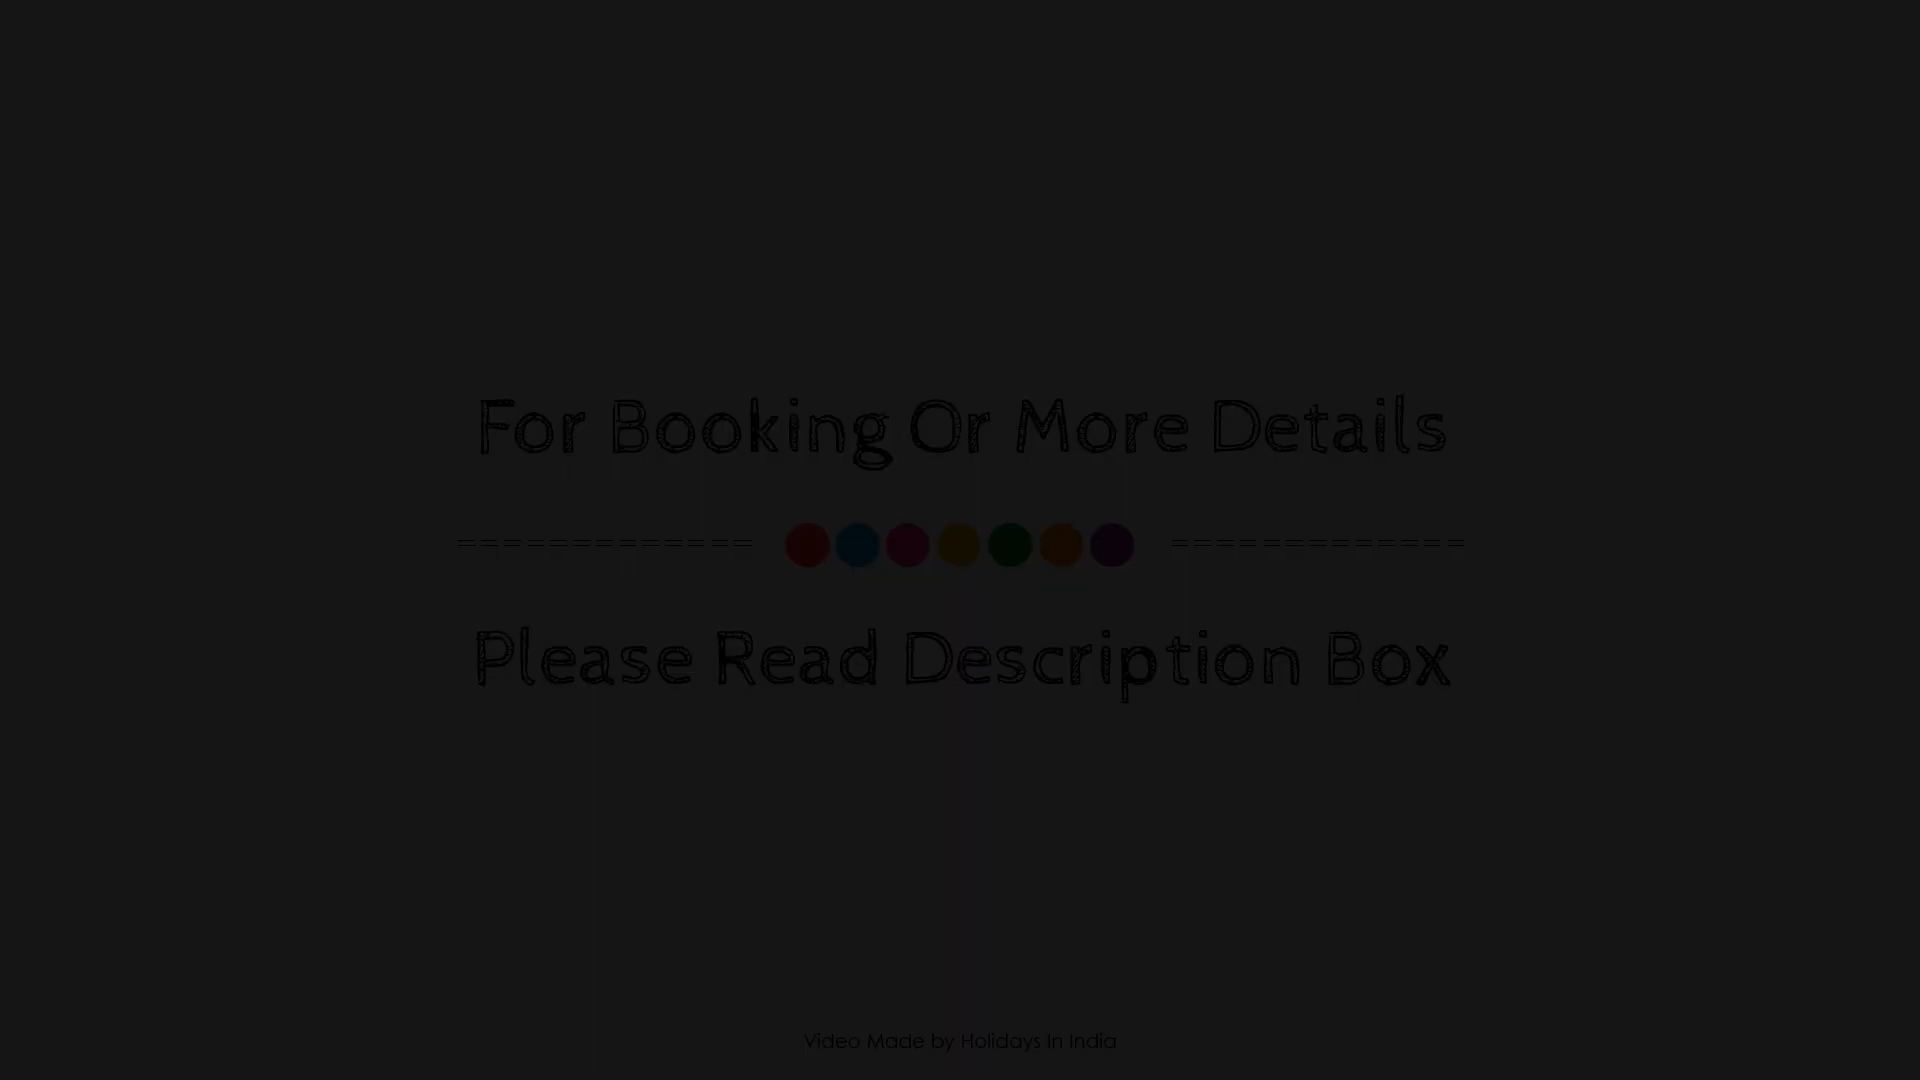 For Booking Or More Details
============= =============
Please Read Description Box
Video Made by Holidays In India